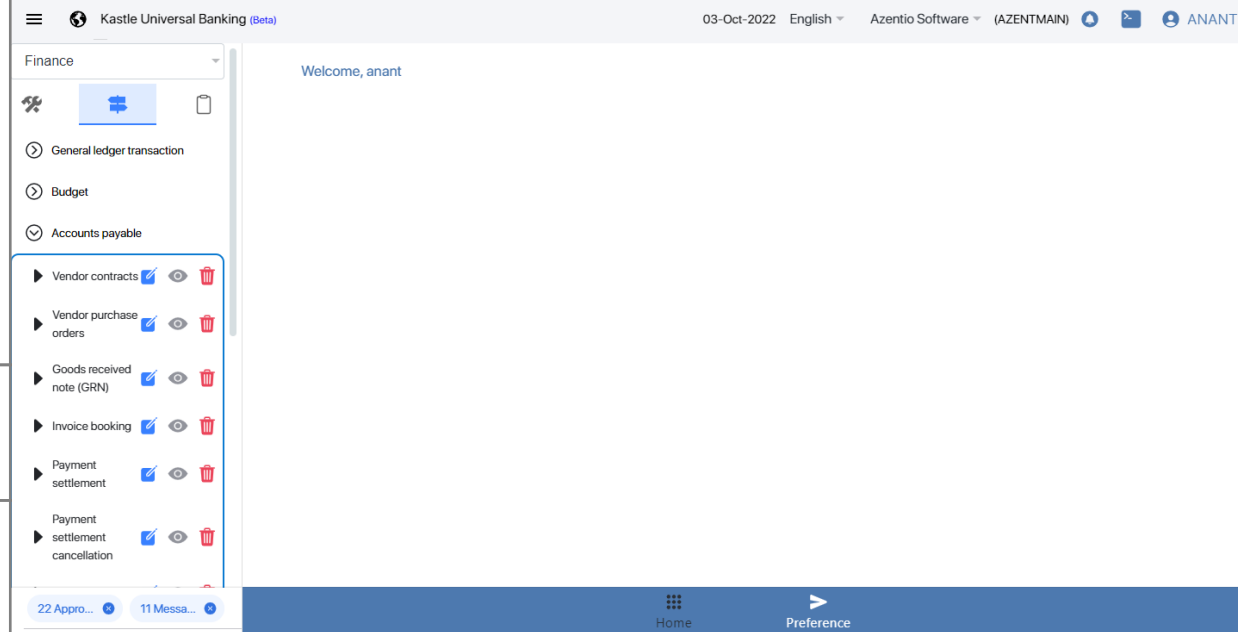 Kastle Universal Banking (Beta)
03-Oct-2022 English Azentio Software (AZENTMAIN) ANANT
Finance
Welcome, anant
General ledger transaction
Budget
Accounts payable
Vendor contracts
Vendor purchase
orders
Goods received
note (GRN)
Invoice booking
Payment
settlement
Payment
settlement
cancellation
22 Appro... 11 Messa...
Home Preference